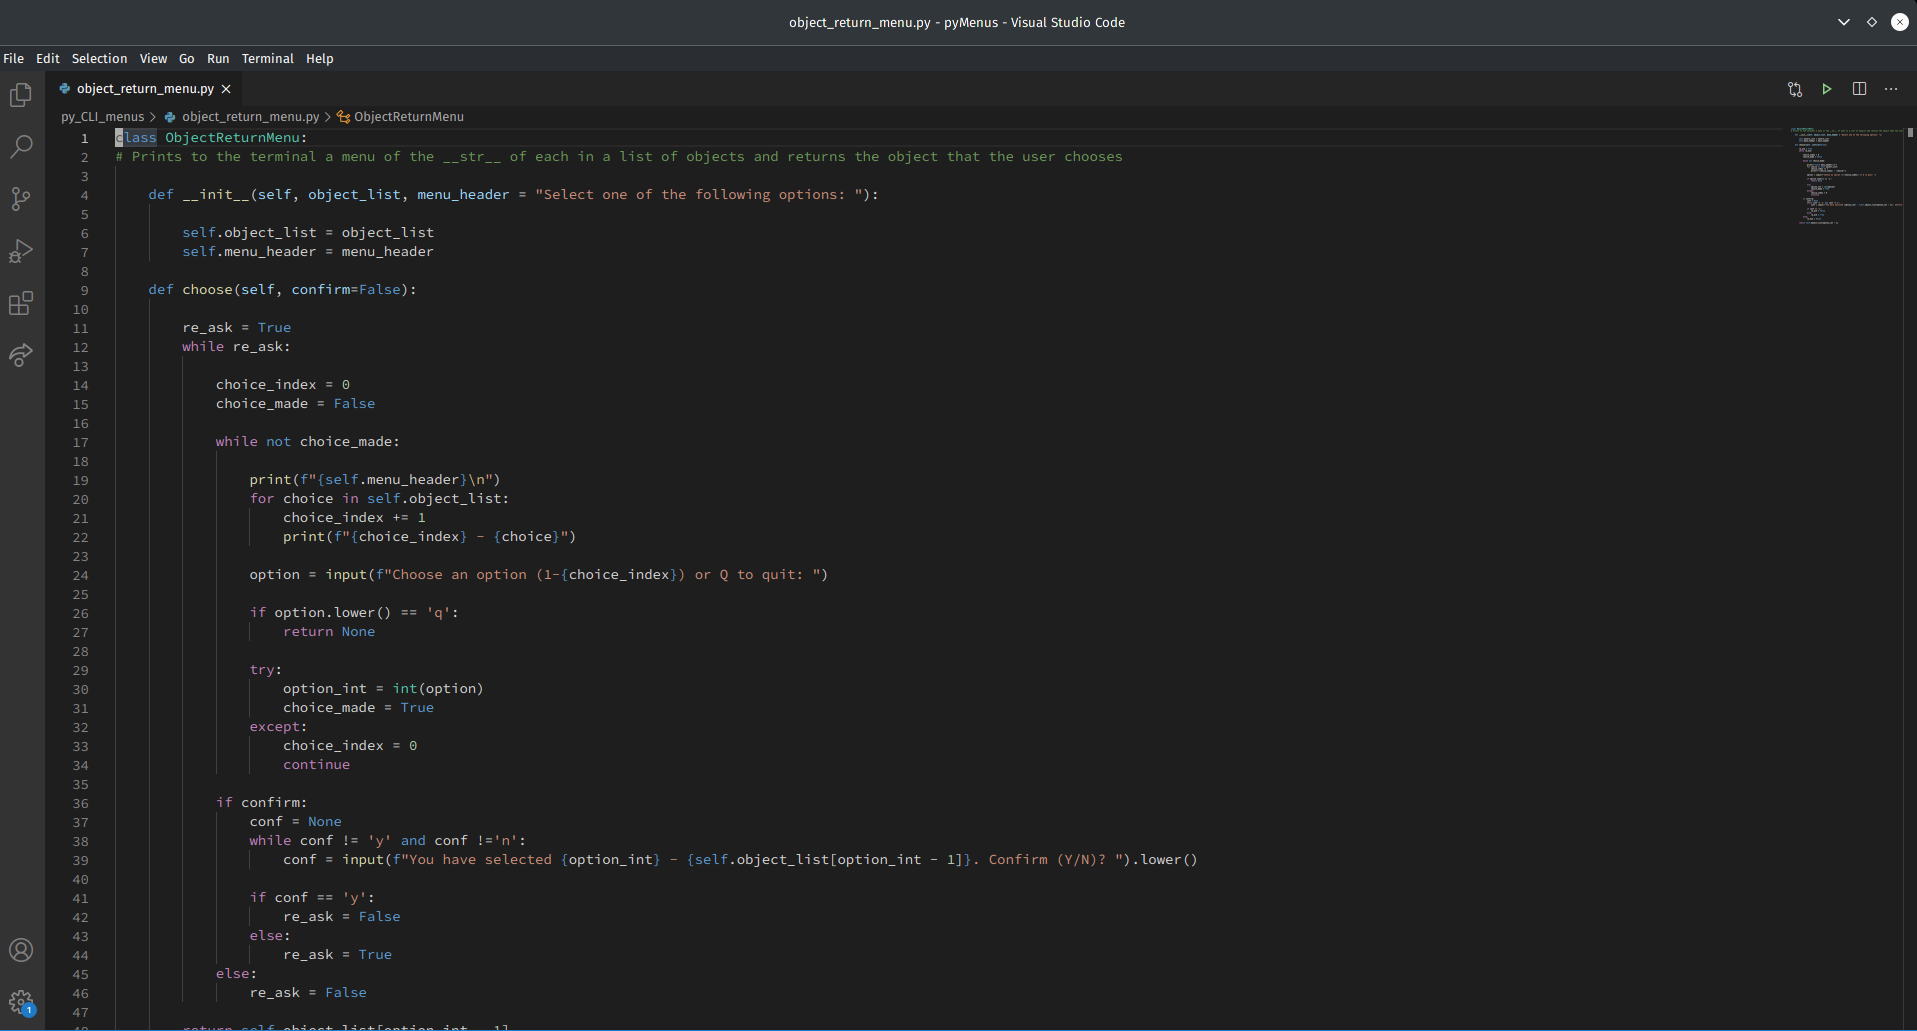 object_return_menu.py - pyMenus - Visual Studio Code
File Edit Selection View Go Run Terminal Help
object_return_menu.py
py_CLI_menus > object_return_menu.py > ObjectReturnMenu
1 class ObjectReturnMenu:
2 # Prints to the terminal a menu of the __str__ of each in a list of objects and returns the object that the user chooses
3
4     def __init__(self, object_list, menu_header = "Select one of the following options: "):
5
6         self.object_list = object_list
7         self.menu_header = menu_header
8
9     def choose(self, confirm=False):
10
11         re_ask = True
12         while re_ask:
13
14             choice_index = 0
15             choice_made = False
16
17             while not choice_made:
18
19                 print(f"{self.menu_header}\n")
20                 for choice in self.object_list:
21                     choice_index += 1
22                     print(f"{choice_index} - {choice}")
23
24                 option = input(f"Choose an option (1-{choice_index}) or Q to quit: ")
25
26                 if option.lower() == 'q':
27                     return None
28
29                 try:
30                     option_int = int(option)
31                     choice_made = True
32                 except:
33                     choice_index = 0
34                     continue
35
36             if confirm:
37                 conf = None
38                 while conf != 'y' and conf !='n':
39                     conf = input(f"You have selected {option_int} - {self.object_list[option_int - 1]}. Confirm (Y/N)? ").lower()
40
41                 if conf == 'y':
42                     re_ask = False
43                 else:
44                     re_ask = True
45             else:
46                 re_ask = False
47
48         return self.object_list[option_int - 1]
1